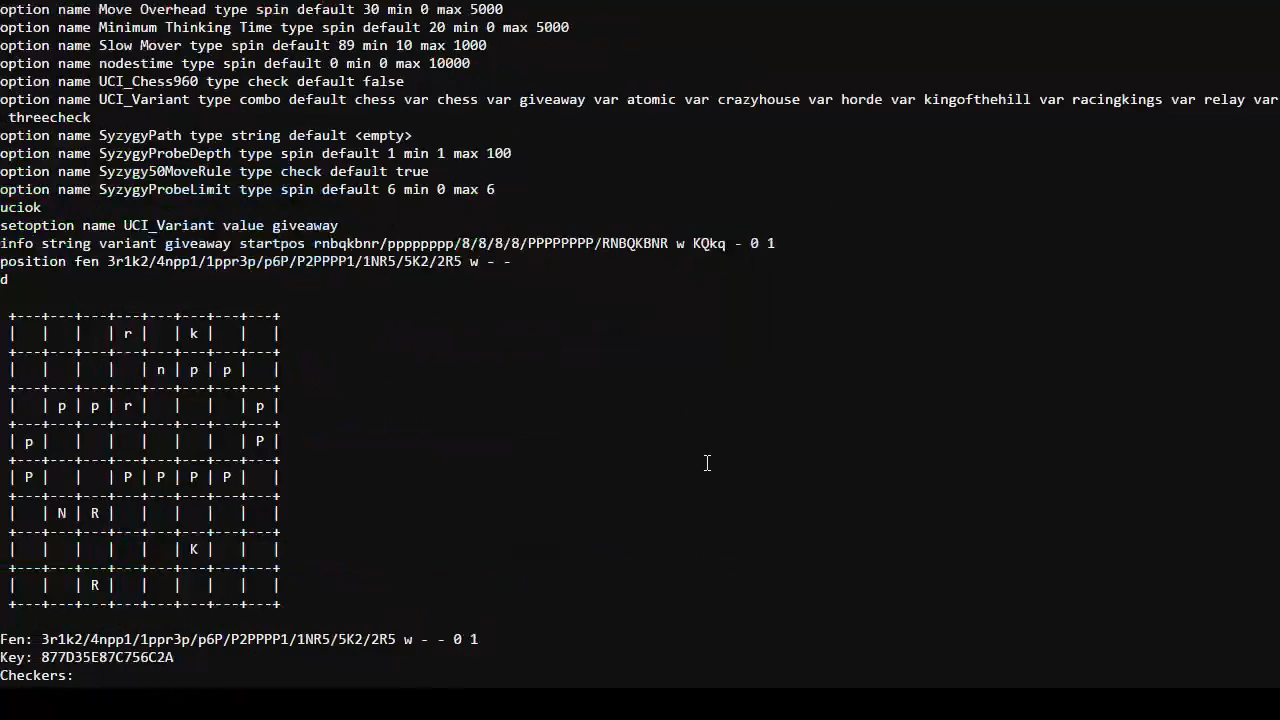 option name Move Overhead type spin default 30 min 0 max 5000
option name Minimum Thinking Time type spin default 20 min 0 max 5000
option name Slow Mover type spin default 89 min 10 max 1000
option name nodestime type spin default 0 min 0 max 10000
option name UCI_Chess960 type check default false
option name UCI_Variant type combo default chess var chess var giveaway var atomic var crazyhouse var horde var kingofthehill var racingkings var relay var
threecheck
option name SyzygyPath type string default <empty>
option name SyzygyProbeDepth type spin default 1 min 1 max 100
option name Syzygy50MoveRule type check default true
option name SyzygyProbeLimit type spin default 6 min 0 max 6
uciok
setoption name UCI_Variant value giveaway
info string variant giveaway startpos rnbqkbnr/pppppppp/8/8/8/8/PPPPPPPP/RNBQKBNR w KQkq - 0 1
position fen 3r1k2/4npp1/1ppr3p/p6P/P2PPPP1/1NR5/5K2/2R5 w - -
d
+---+---+---+---+---+---+---+---+
|   |   |   | r |   | k |   |   |
+---+---+---+---+---+---+---+---+
|   |   |   |   | n | p | p |   |
+---+---+---+---+---+---+---+---+
|   | p | p | r |   |   |   | p |
+---+---+---+---+---+---+---+---+
| p |   |   |   |   |   |   | P |
+---+---+---+---+---+---+---+---+
| P |   |   | P | P | P | P |   |
+---+---+---+---+---+---+---+---+
|   | N | R |   |   |   |   |   |
+---+---+---+---+---+---+---+---+
|   |   |   |   |   | K |   |   |
+---+---+---+---+---+---+---+---+
|   |   | R |   |   |   |   |   |
+---+---+---+---+---+---+---+---+
Fen: 3r1k2/4npp1/1ppr3p/p6P/P2PPPP1/1NR5/5K2/2R5 w - - 0 1
Key: 877D35E87C756C2A
Checkers: